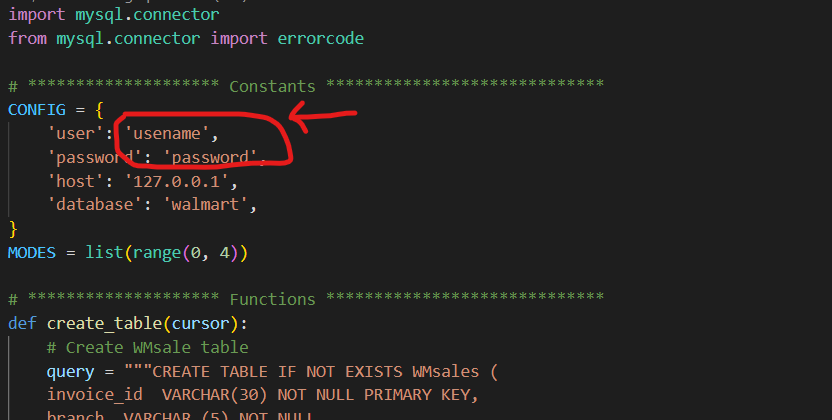 import mysql.connector
from mysql.connector import errorcode
# ******************** Constants *****************************
CONFIG = {
'user': 'usename',
'password': 'password',
'host': '127.0.0.1',
'database': 'walmart',
}
MODES = list(range(0, 4))
# ******************** Functions *****************************
def create_table(cursor):
# Create WMsale table
query = """CREATE TABLE IF NOT EXISTS WMsales (
invoice_id  VARCHAR(30) NOT NULL PRIMARY KEY,
branch  VARCHAR (5) NOT NULL